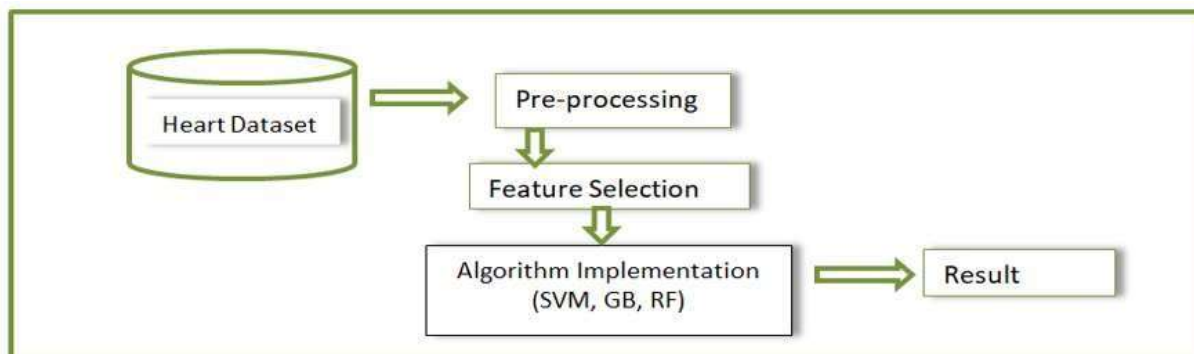 Heart Dataset
Pre-processing
Feature Selection
Algorithm Implementation
(SVM, GB, RF)
Result